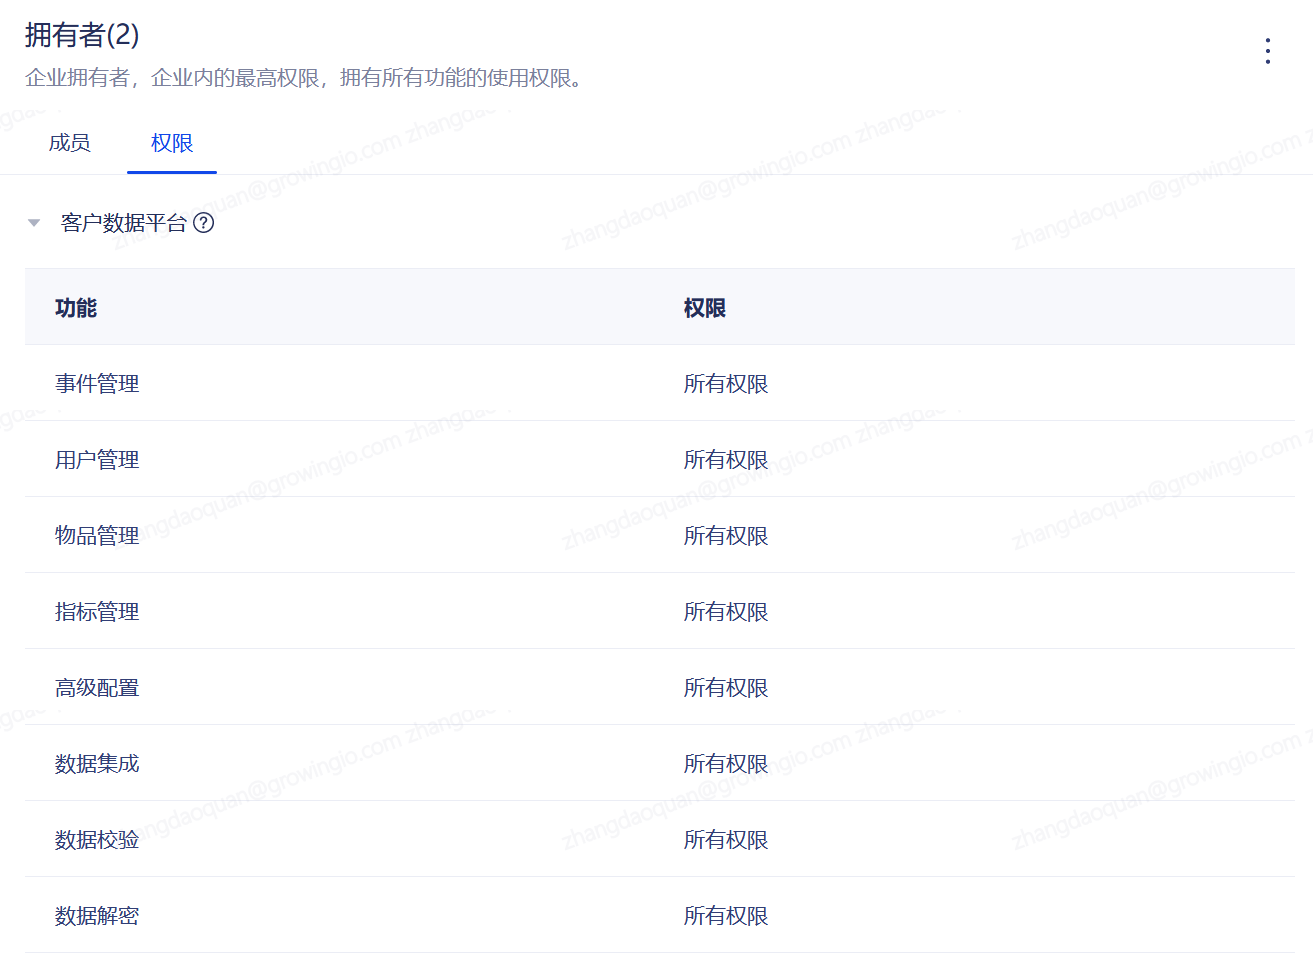 拥有者(2)
企业拥有者，企业内的最高权限，拥有所有功能的使用权限。
成员 权限
客户数据平台
功能 权限
事件管理 所有权限
用户管理 所有权限
物品管理 所有权限
指标管理 所有权限
高级配置 所有权限
数据集成 所有权限
数据校验 所有权限
数据解密 所有权限
zhangdaoquan@growingio.com